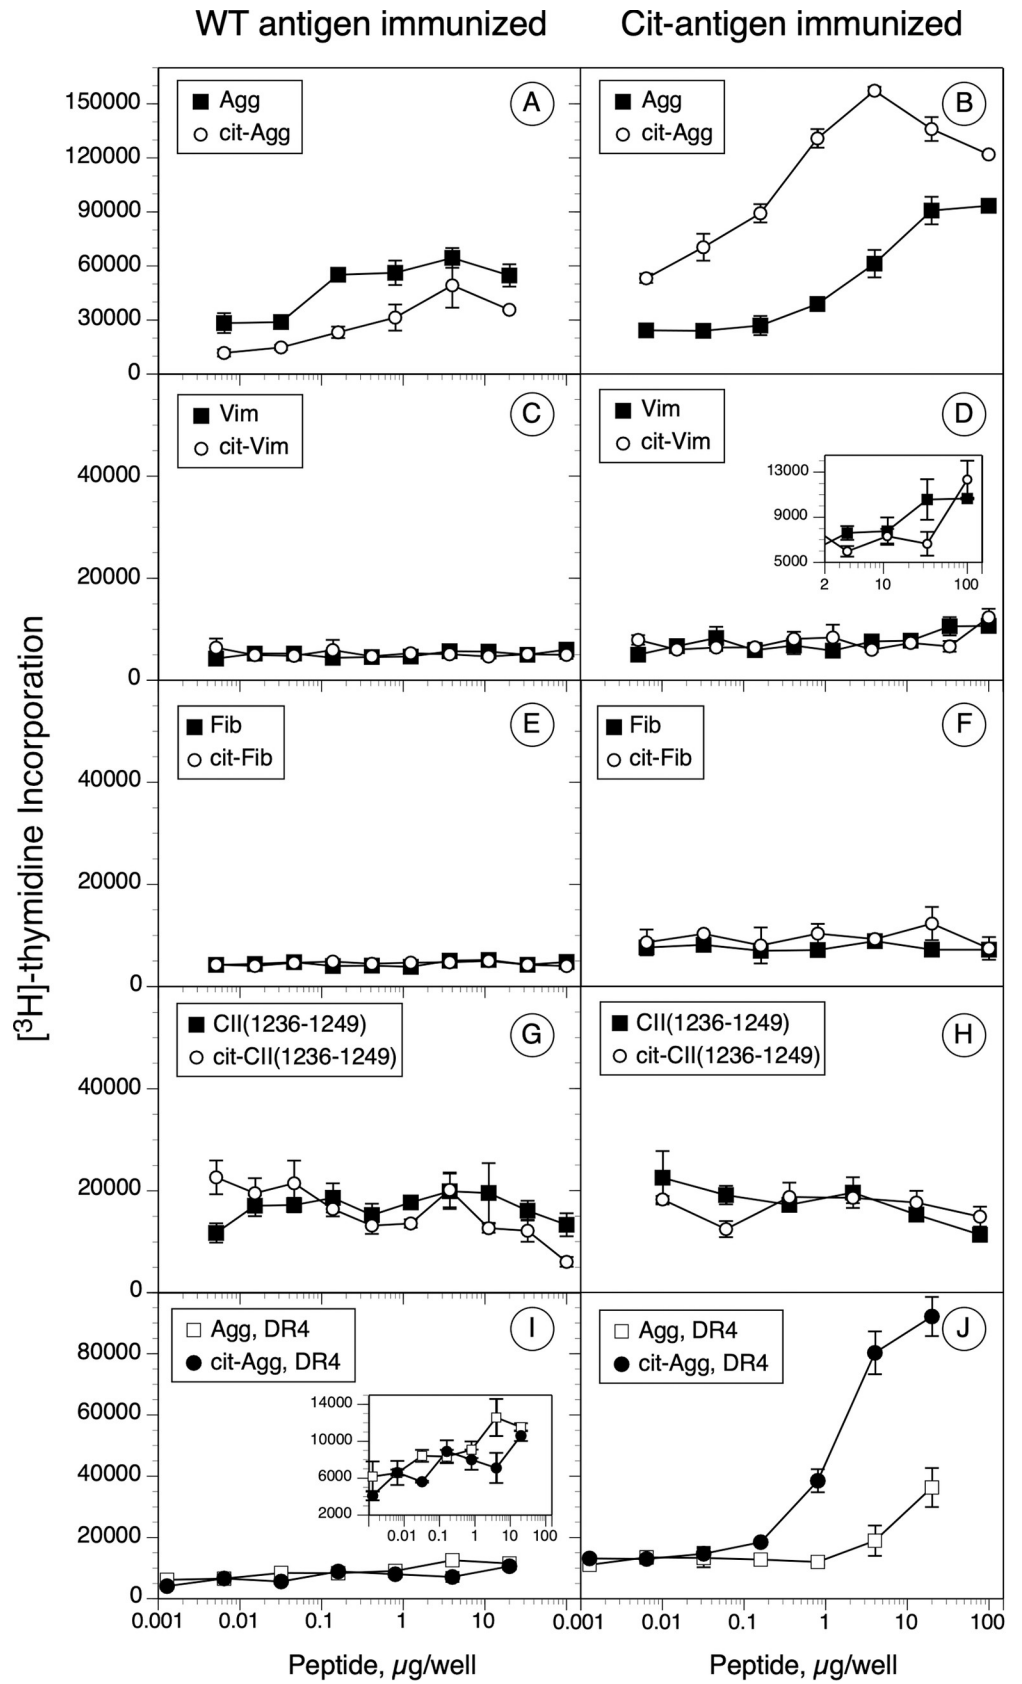 WT antigen immunized
Cit-antigen immunized
[³H]-thymidine Incorporation
150000
120000
90000
60000
30000
0
Agg
cit-Agg
A
Agg
cit-Agg
B
40000
20000
0
Vim
cit-Vim
C
Vim
cit-Vim
D
13000
9000
5000
2
10
100
40000
20000
0
Fib
cit-Fib
E
Fib
cit-Fib
F
40000
20000
0
CII(1236-1249)
cit-CII(1236-1249)
G
CII(1236-1249)
cit-CII(1236-1249)
H
80000
60000
40000
20000
0
Agg, DR4
cit-Agg, DR4
I
14000
10000
6000
2000
0.01
0.1
1
10
100
Agg, DR4
cit-Agg, DR4
J
0.001
0.01
0.1
1
10
0.001
0.1
1
10
100
Peptide, µg/well
Peptide, µg/well